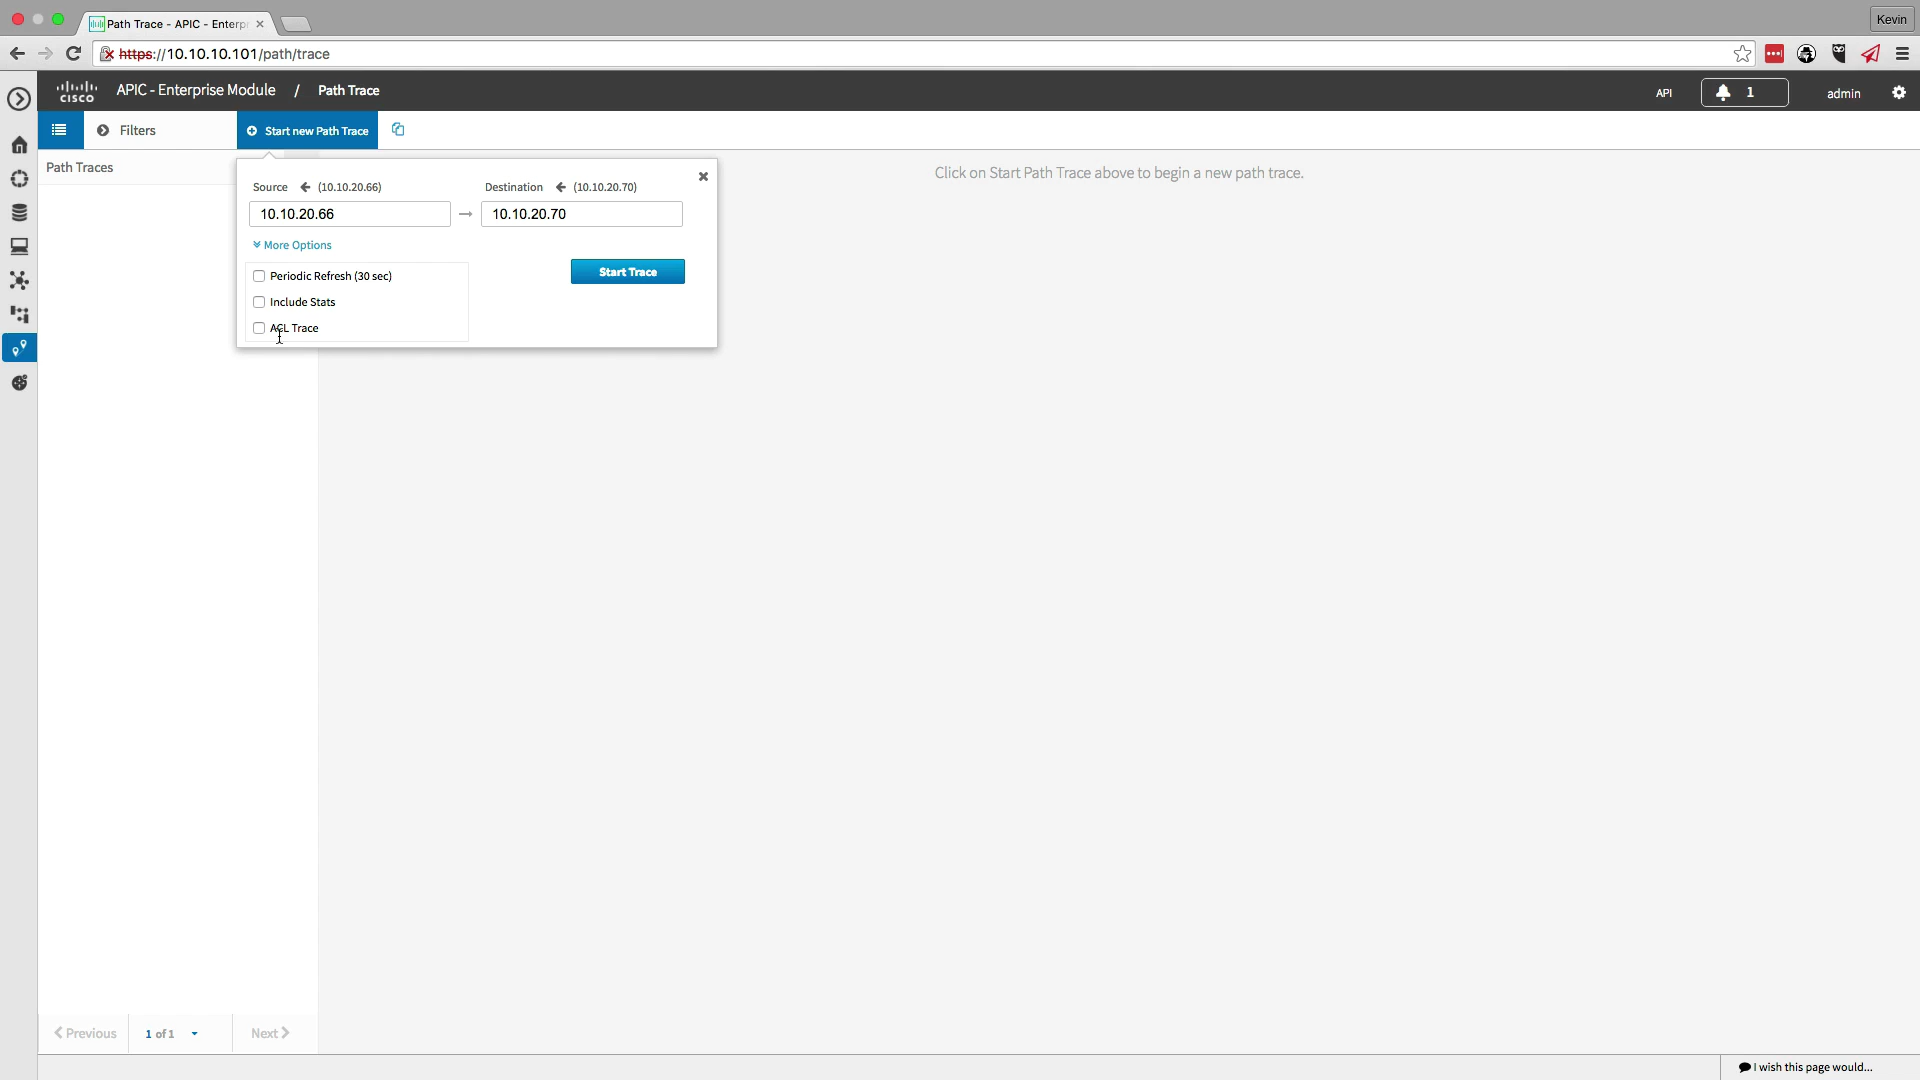 Path Trace - APIC - Enterpr
Kevin
https://10.10.10.101/path/trace
CISCO
APIC - Enterprise Module / Path Trace
API
1
admin
Filters
Start new Path Trace
Path Traces
Source (10.10.20.66)
Destination (10.10.20.70)
10.10.20.66
10.10.20.70
More Options
Periodic Refresh (30 sec)
Include Stats
ACL Trace
Start Trace
Click on Start Path Trace above to begin a new path trace.
Previous
1 of 1
Next
I wish this page would...